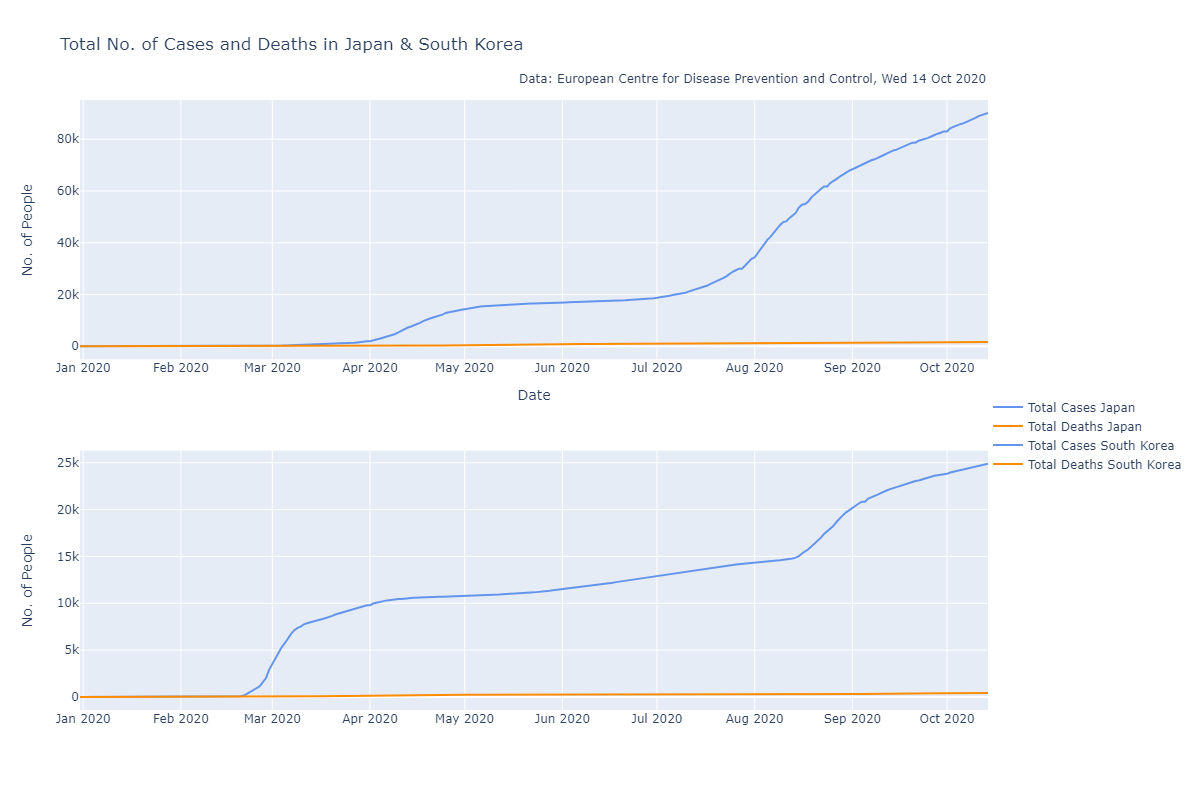 Total No. of Cases and Deaths in Japan & South Korea
Data: European Centre for Disease Prevention and Control, Wed 14 Oct 2020
No. of People
80k
60k
40k
20k
0
Jan 2020 Feb 2020 Mar 2020 Apr 2020 May 2020 Jun 2020 Jul 2020 Aug 2020 Sep 2020 Oct 2020
Date
Total Cases Japan
Total Deaths Japan
Total Cases South Korea
Total Deaths South Korea
No. of People
25k
20k
15k
10k
5k
0
Jan 2020 Feb 2020 Mar 2020 Apr 2020 May 2020 Jun 2020 Jul 2020 Aug 2020 Sep 2020 Oct 2020